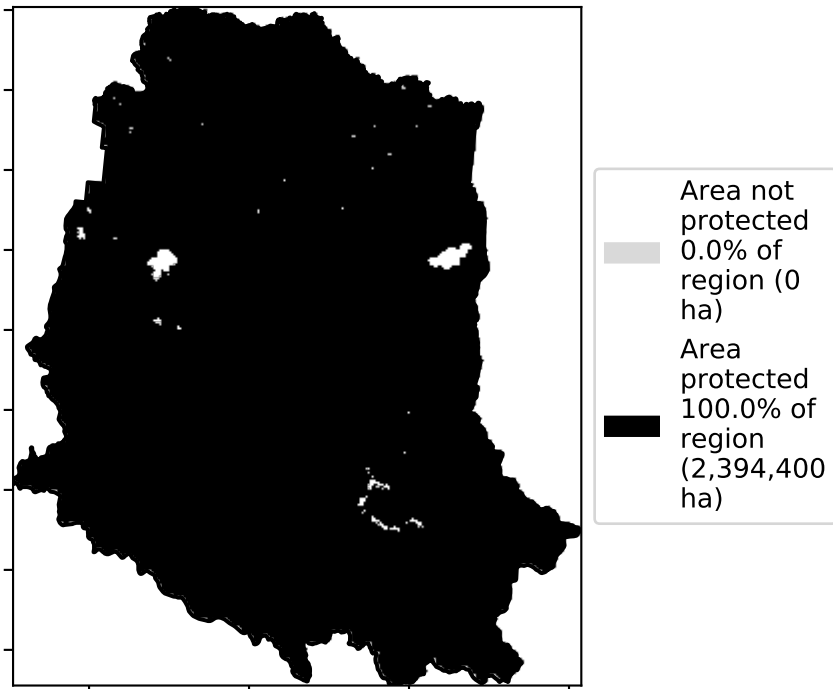 Area not
protected
0.0% of
region (0
ha)
Area
protected
100.0% of
region
(2,394,400
ha)